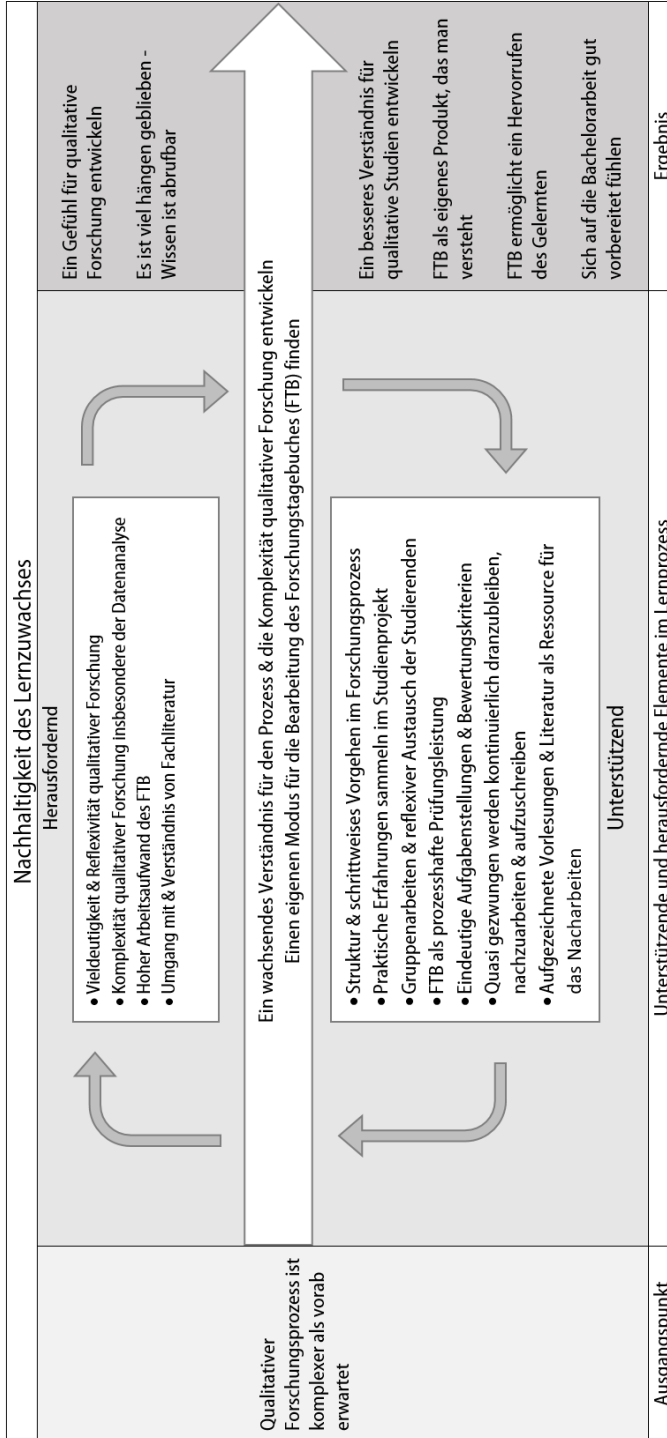 Nachhaltigkeit des Lernzuwachses
Herausfordernd
Qualitativer
Forschungsprozess ist
komplexer als vorab
erwartet
• Vieldeutigkeit & Reflexivität qualitativer Forschung
• Komplexität qualitativer Forschung insbesondere der Datenanalyse
• Hoher Arbeitsaufwand des FTB
• Umgang mit & Verständnis von Fachliteratur
Ein wachsendes Verständnis für den Prozess & die Komplexität qualitativer Forschung entwickeln
Einen eigenen Modus für die Bearbeitung des Forschungstagebuches (FTB) finden
• Struktur & schrittweises Vorgehen im Forschungsprozess
• Praktische Erfahrungen sammeln im Studienprojekt
• Gruppenarbeiten & reflexiver Austausch der Studierenden
• FTB als prozesshafte Prüfungsleistung
• Eindeutige Aufgabenstellungen & Bewertungskriterien
• Quasi gezwungen werden kontinuierlich dranzubleiben,
nachzuarbeiten & aufzuschreiben
• Aufgezeichnete Vorlesungen & Literatur als Ressource für
das Nacharbeiten
Unterstützend
Ein Gefühl für qualitative
Forschung entwickeln
Es ist viel hängen geblieben -
Wissen ist abrufbar
Ein besseres Verständnis für
qualitative Studien entwickeln
FTB als eigenes Produkt, das man
versteht
FTB ermöglicht ein Hervorrufen
des Gelernten
Sich auf die Bachelorarbeit gut
vorbereitet fühlen
Ausgangspunkt
Unterstützende und herausfordernde Elemente im Lernprozess
Ergebnis